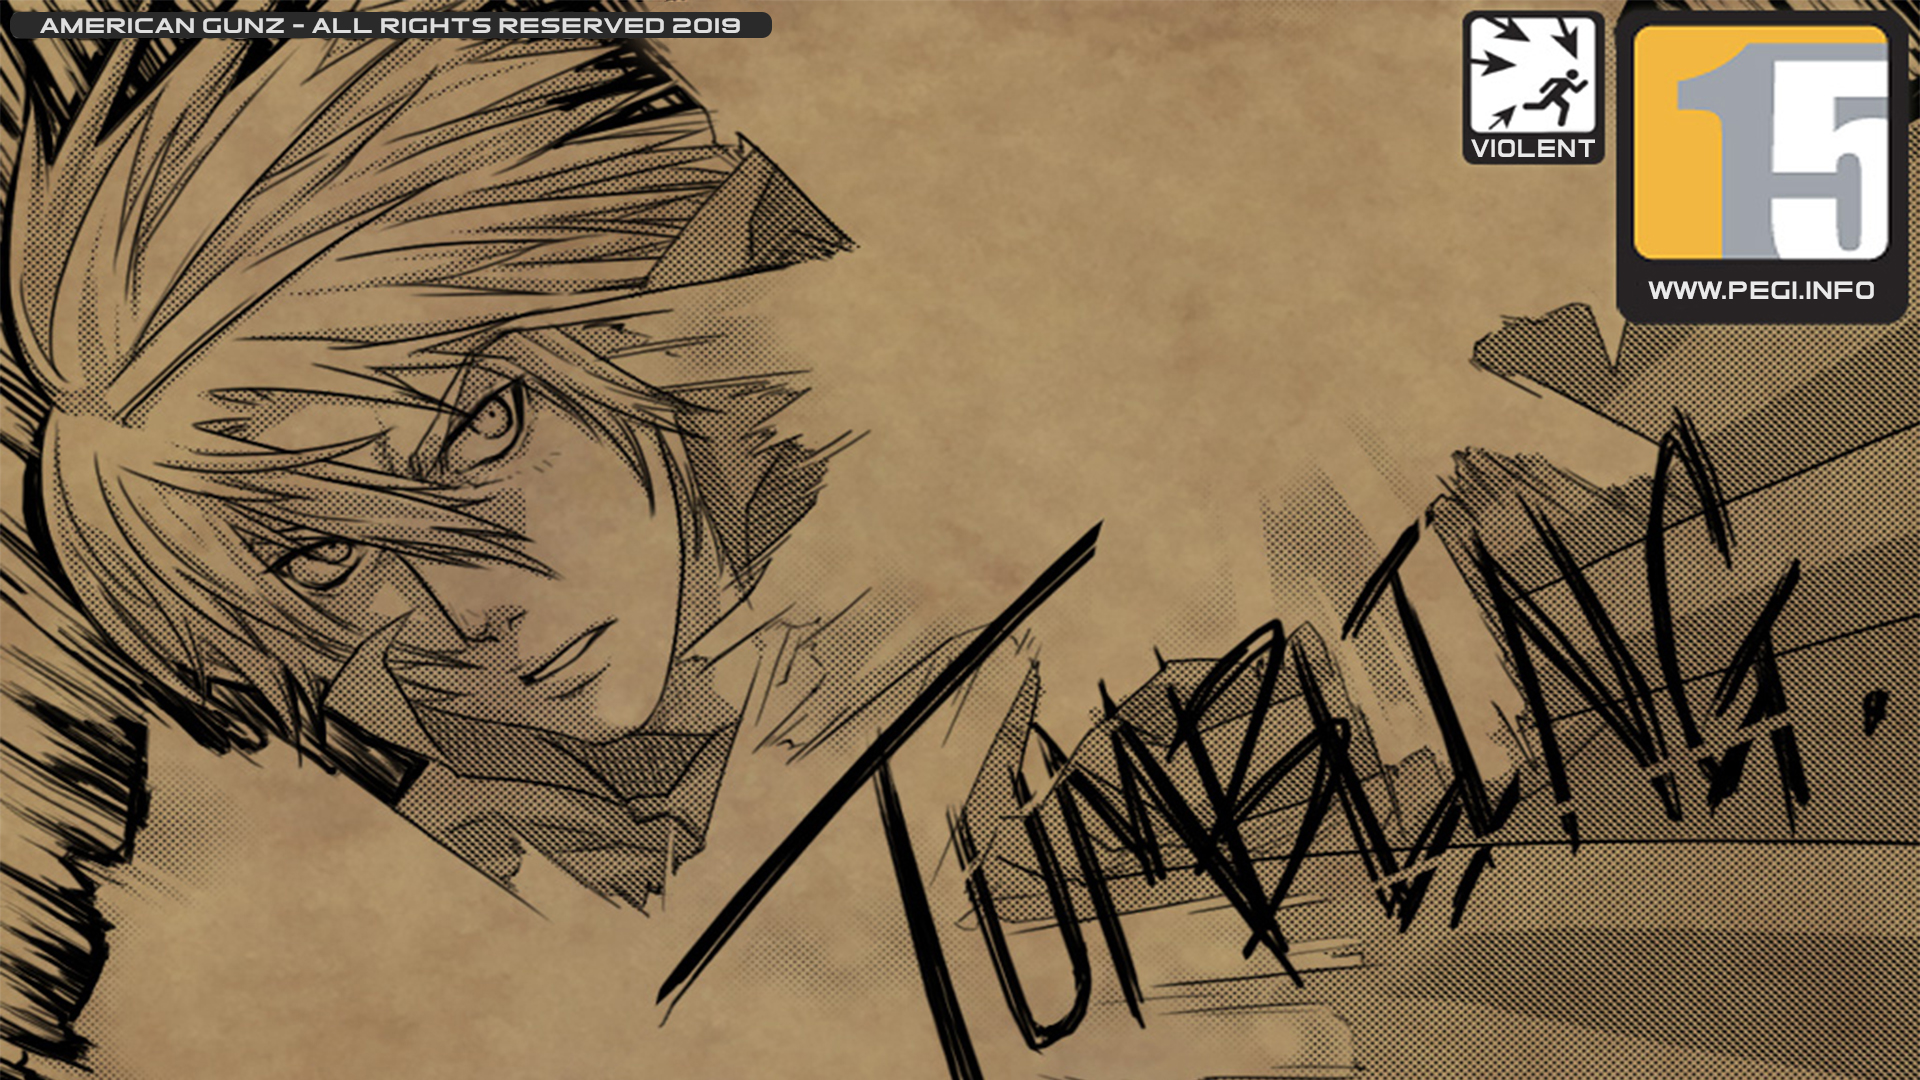 AMERICAN GUNZ - ALL RIGHTS RESERVED 2019
VIOLENT
15
WWW.PEGI.INFO
TUMBLING.